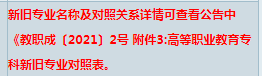 新旧专业名称及对照关系详情可查看公告中
《教职成〔2021〕2号 附件3:高等职业教育专
科新旧专业对照表。